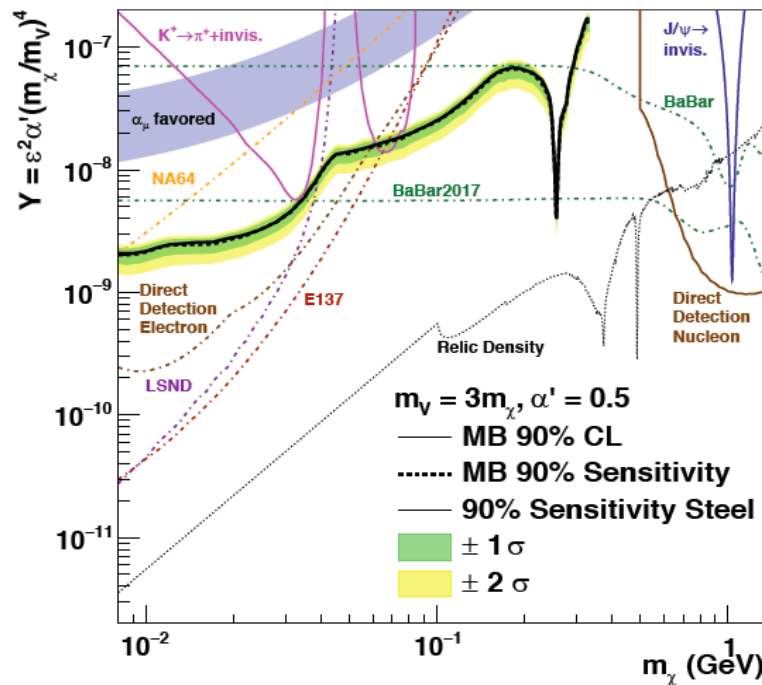 Y = ε²α'(m_χ/m_V)⁴
10⁻⁷
10⁻⁸
10⁻⁹
10⁻¹⁰
10⁻¹¹
K⁺→π⁺+invis.
J/ψ→
invis.
α_μ favored
BaBar
NA64
BaBar2017
Direct
Detection
Electron
E137
Direct
Detection
Nucleon
Relic Density
LSND
m_V = 3m_χ, α' = 0.5
MB 90% CL
MB 90% Sensitivity
90% Sensitivity Steel
± 1 σ
± 2 σ
10⁻²
10⁻¹
1
m_χ (GeV)